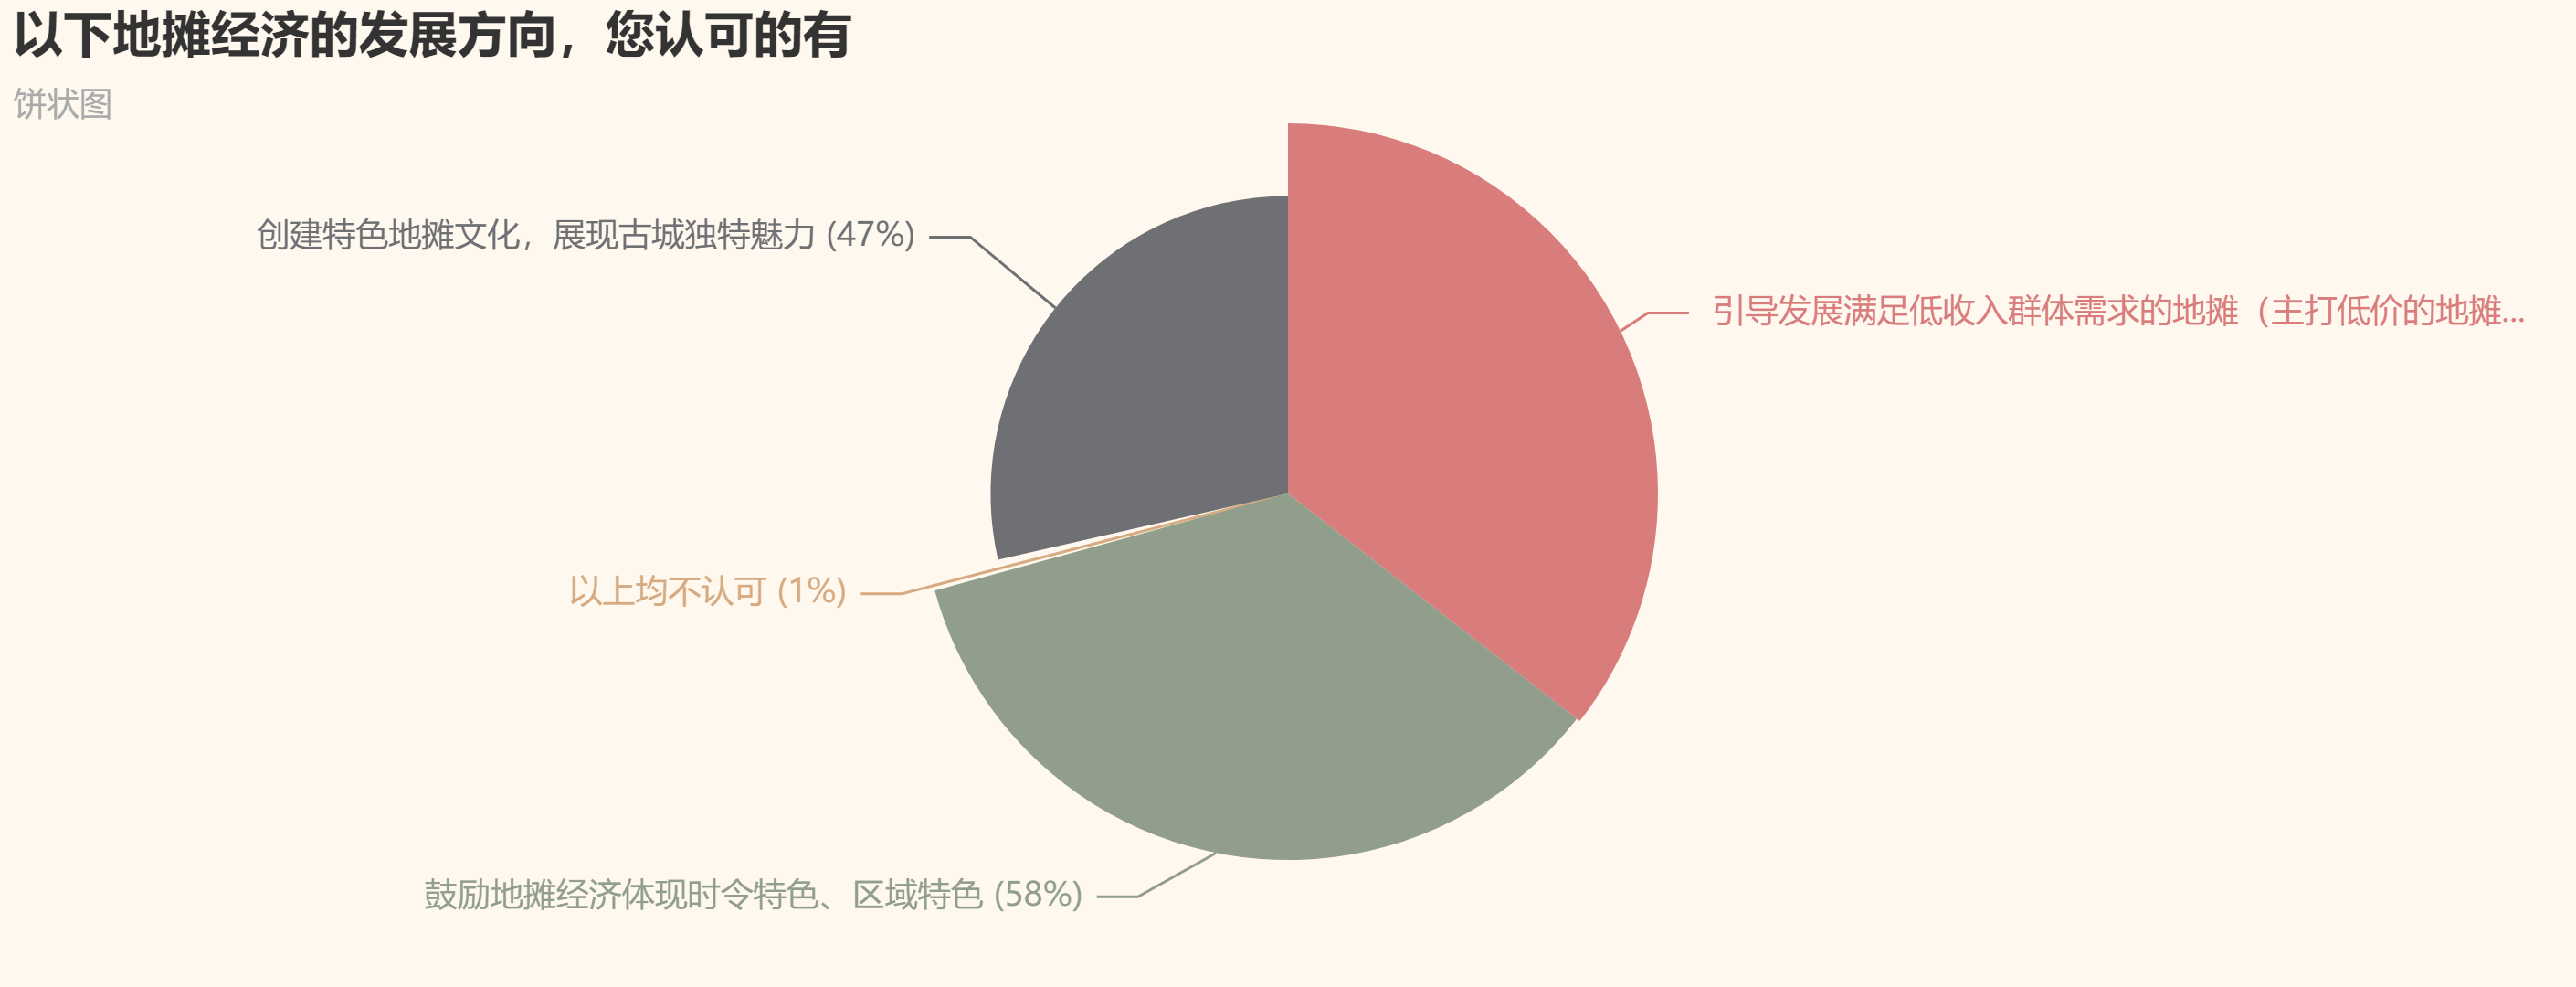 以下地摊经济的发展方向，您认可的有
饼状图
创建特色地摊文化，展现古城独特魅力 (47%)
引导发展满足低收入群体需求的地摊（主打低价的地摊...
以上均不认可 (1%)
鼓励地摊经济体现时令特色、区域特色 (58%)